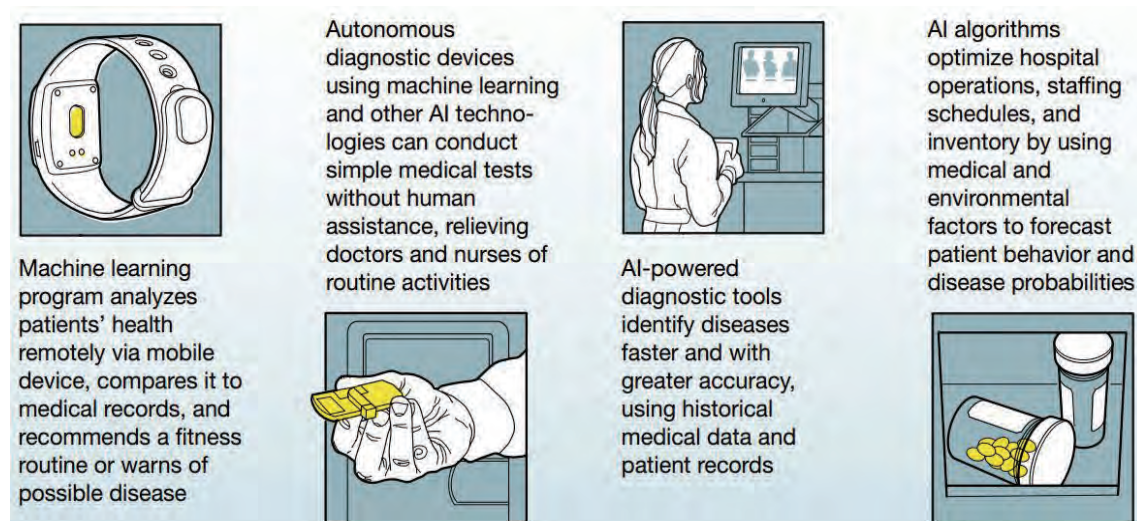 Machine learning
program analyzes
patients’ health
remotely via mobile
device, compares it to
medical records, and
recommends a fitness
routine or warns of
possible disease
Autonomous
diagnostic devices
using machine learning
and other AI techno-
logies can conduct
simple medical tests
without human
assistance, relieving
doctors and nurses of
routine activities
AI-powered
diagnostic tools
identify diseases
faster and with
greater accuracy,
using historical
medical data and
patient records
AI algorithms
optimize hospital
operations, staffing
schedules, and
inventory by using
medical and
environmental
factors to forecast
patient behavior and
disease probabilities